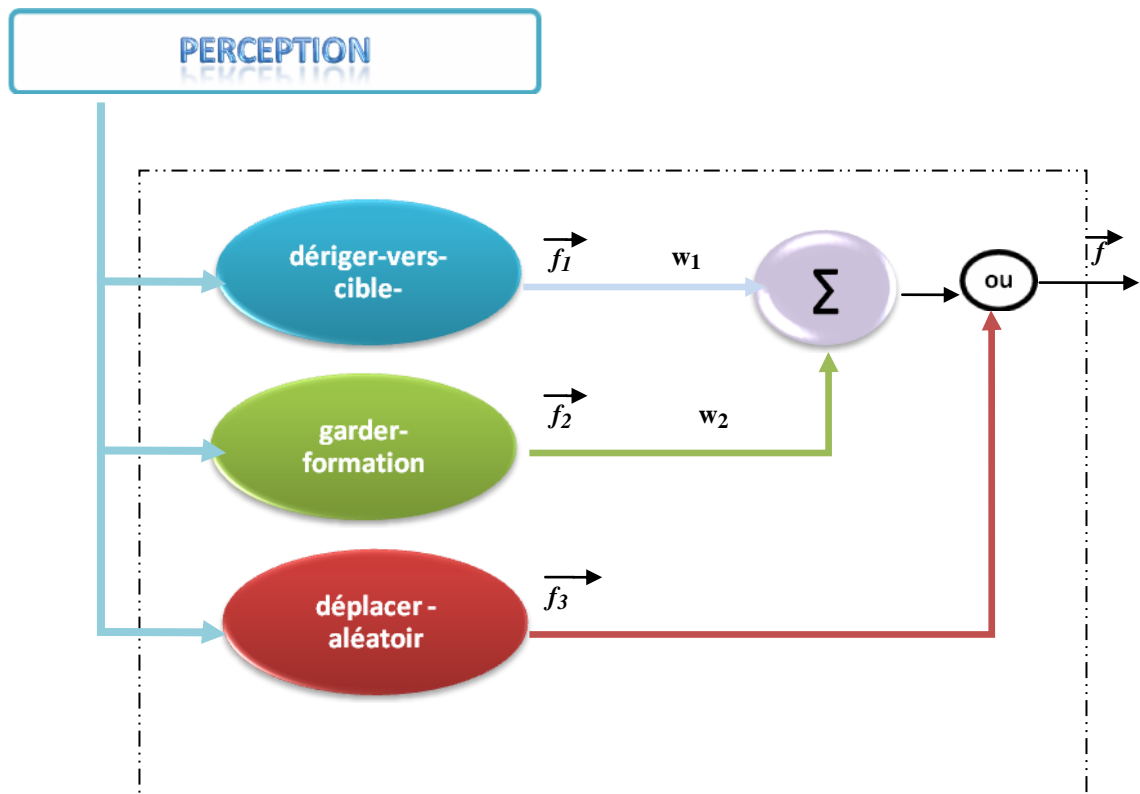 PERCEPTION
dériger-vers-
cible-
f1
w1
Σ
ou
f
garder-
formation
f2
w2
déplacer -
aléatoir
f3